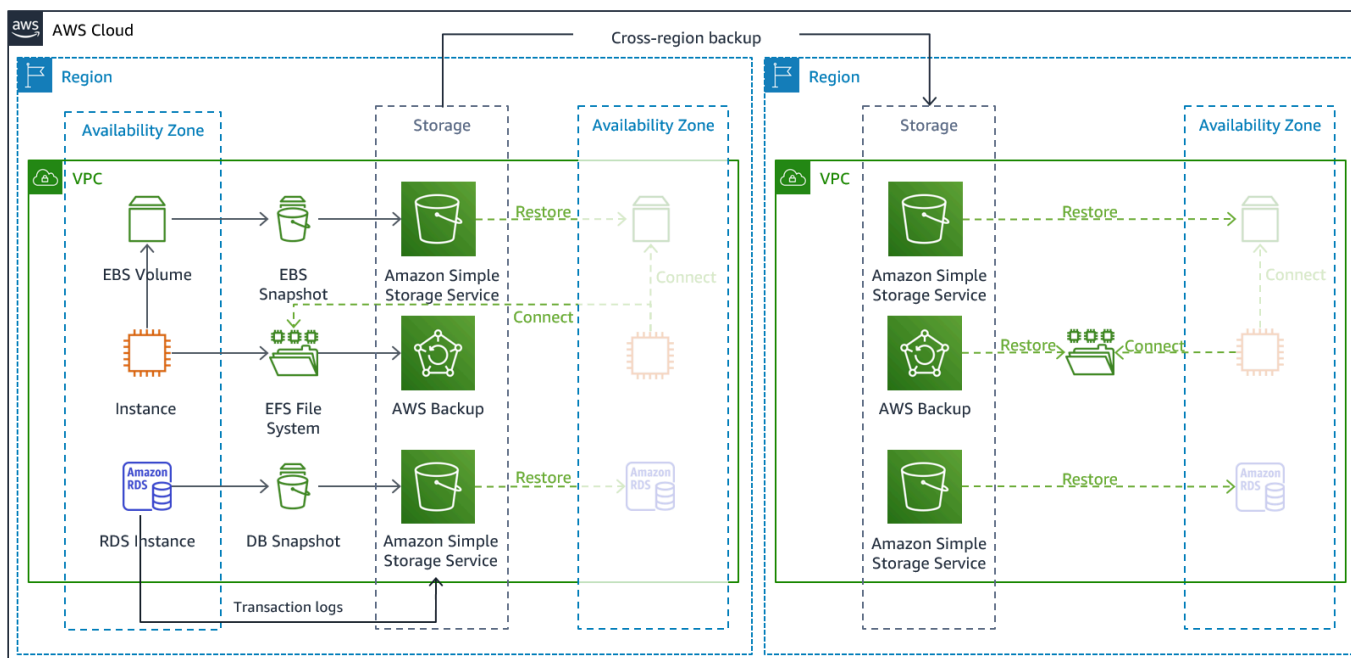 aws
AWS Cloud
Cross-region backup
Region
Region
Availability Zone
Storage
Availability Zone
Storage
Availability Zone
VPC
VPC
Restore
Restore
EBS Volume
EBS
Snapshot
Amazon Simple
Storage Service
Connect
Amazon Simple
Storage Service
Connect
Connect
Restore
Connect
Instance
EFS File
System
AWS Backup
AWS Backup
Amazon
RDS
Restore
Amazon
RDS
Restore
Amazon
RDS
RDS Instance
DB Snapshot
Amazon Simple
Storage Service
Amazon Simple
Storage Service
Transaction logs